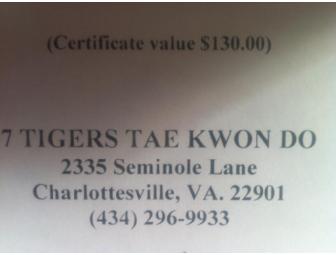 (Certificate value $130.00)
7 TIGERS TAE KWON DO
2335 Seminole Lane
Charlottesville, VA. 22901
(434) 296-9933